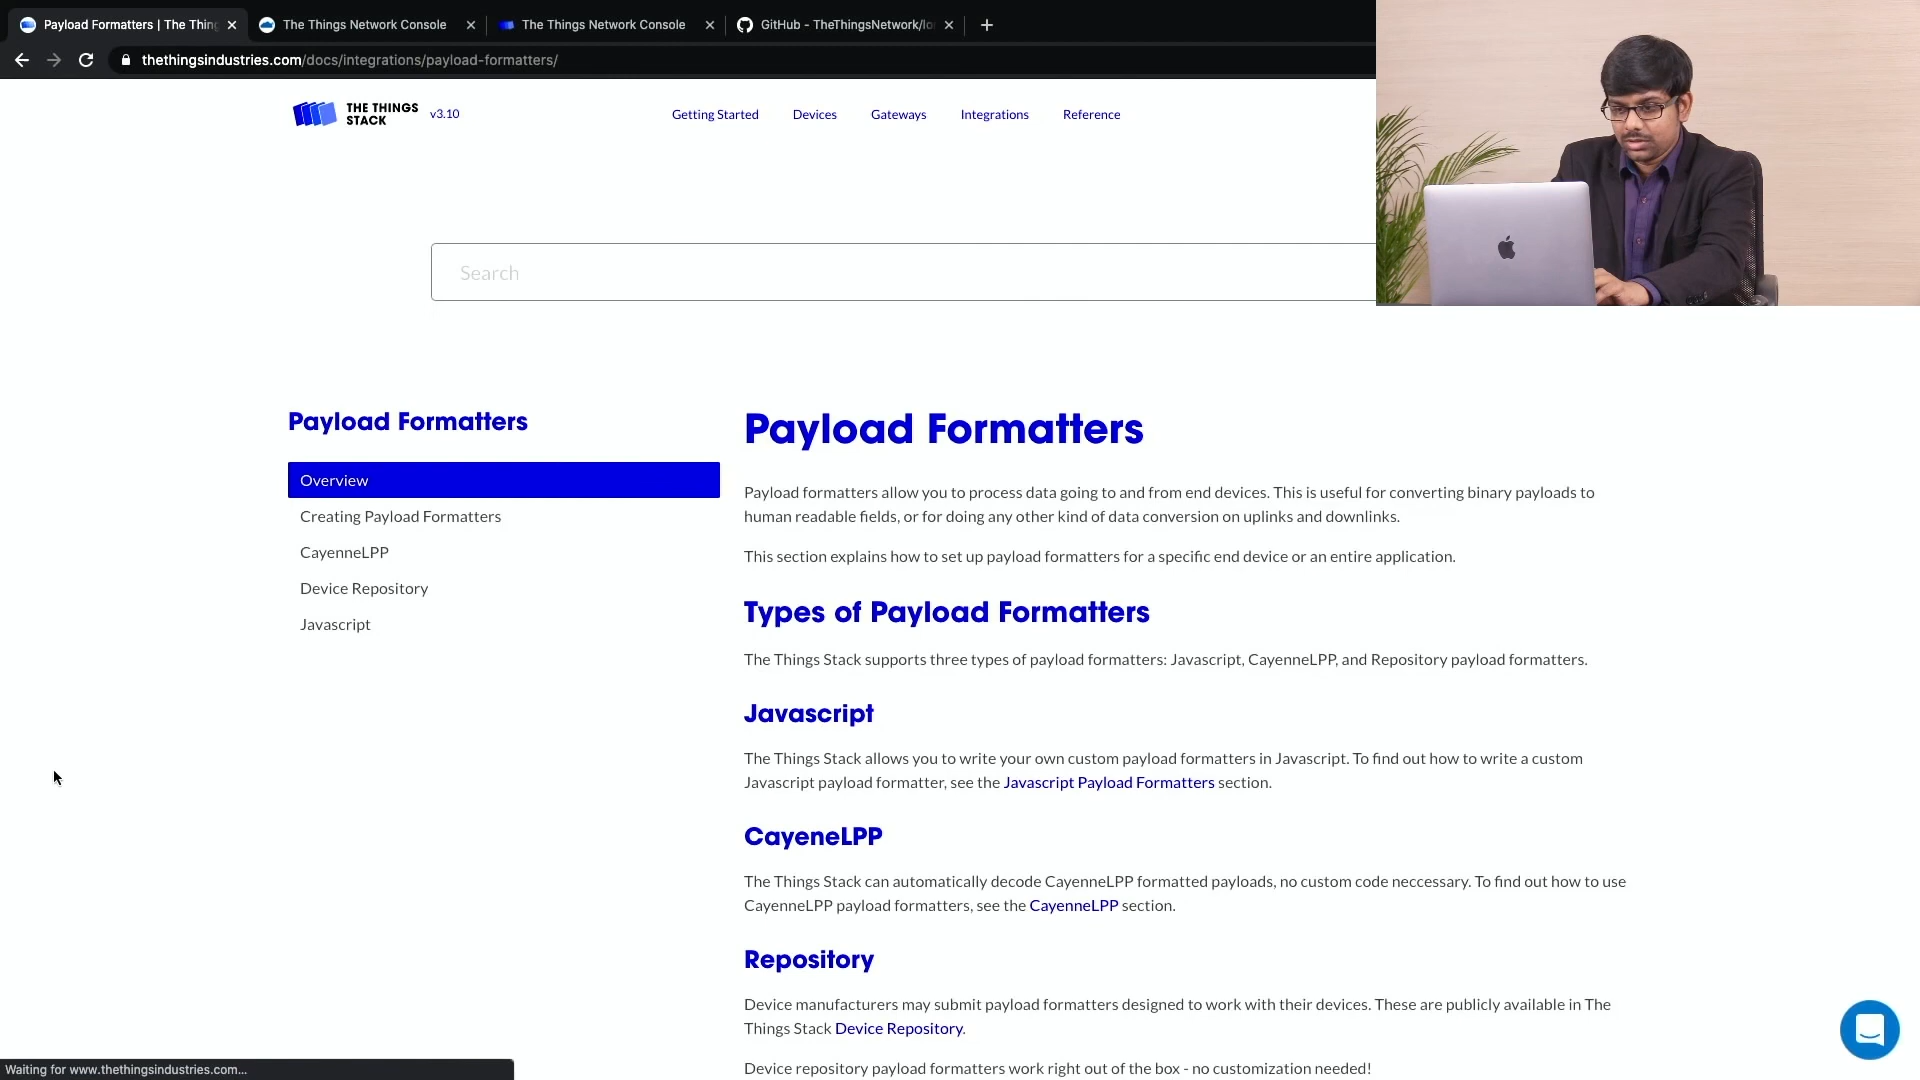 Payload Formatters | The Thing
The Things Network Console
The Things Network Console
GitHub - TheThingsNetwork/lo
thethingsindustries.com/docs/integrations/payload-formatters/
THE THINGS
STACK
v3.10
Getting Started
Devices
Gateways
Integrations
Reference
Search
Payload Formatters
Overview
Creating Payload Formatters
CayenneLPP
Device Repository
Javascript
Payload Formatters
Payload formatters allow you to process data going to and from end devices. This is useful for converting binary payloads to
human readable fields, or for doing any other kind of data conversion on uplinks and downlinks.
This section explains how to set up payload formatters for a specific end device or an entire application.
Types of Payload Formatters
The Things Stack supports three types of payload formatters: Javascript, CayenneLPP, and Repository payload formatters.
Javascript
The Things Stack allows you to write your own custom payload formatters in Javascript. To find out how to write a custom
Javascript payload formatter, see the Javascript Payload Formatters section.
CayeneLPP
The Things Stack can automatically decode CayenneLPP formatted payloads, no custom code neccessary. To find out how to use
CayenneLPP payload formatters, see the CayenneLPP section.
Repository
Device manufacturers may submit payload formatters designed to work with their devices. These are publicly available in The
Things Stack Device Repository.
Device repository payload formatters work right out of the box - no customization needed!
Waiting for www.thethingsindustries.com...